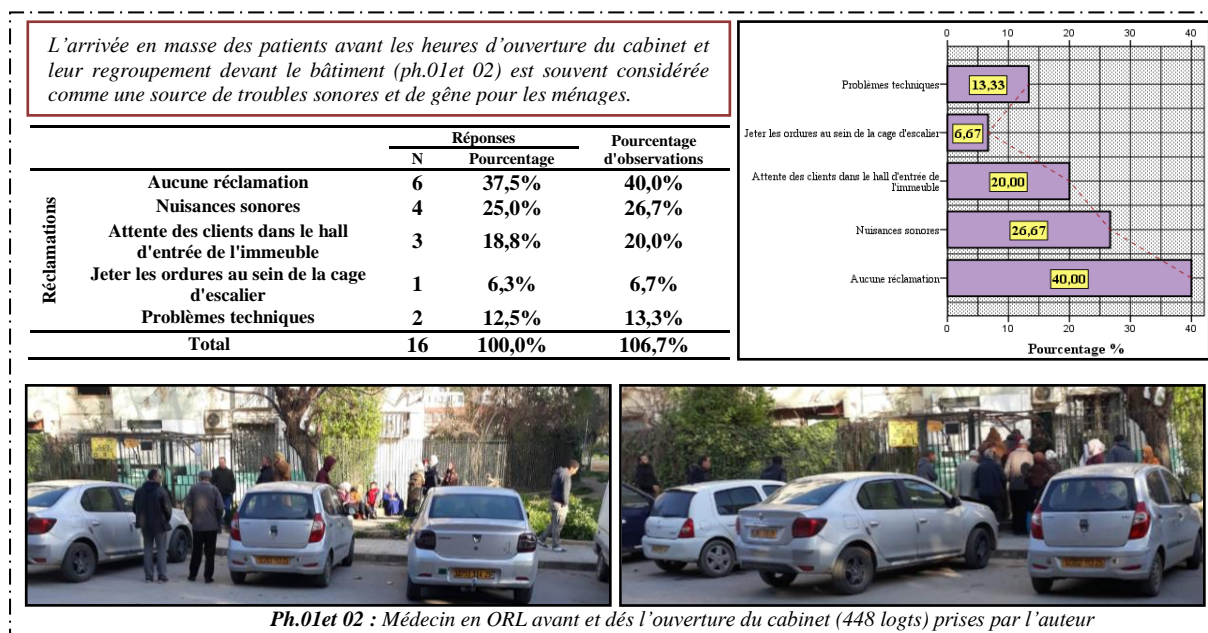 L'arrivée en masse des patients avant les heures d'ouverture du cabinet et
leur regroupement devant le bâtiment (ph.01et 02) est souvent considérée
comme une source de troubles sonores et de gêne pour les ménages.
Réponses Pourcentage
N Pourcentage d'observations
Réclamations
Aucune réclamation 6 37,5% 40,0%
Nuisances sonores 4 25,0% 26,7%
Attente des clients dans le hall
d'entrée de l'immeuble 3 18,8% 20,0%
Jeter les ordures au sein de la cage
d'escalier 1 6,3% 6,7%
Problèmes techniques 2 12,5% 13,3%
Total 16 100,0% 106,7%
0 10 20 30 40
Problèmes techniques 13,33
Jeter les ordures au sein de la cage d'escalier 6,67
Attente des clients dans le hall d'entrée de
l'immeuble 20,00
Nuisances sonores 26,67
Aucune réclamation 40,00
0 10 20 30 40
Pourcentage %
Ph.01et 02 : Médecin en ORL avant et dés l'ouverture du cabinet (448 logts) prises par l'auteur